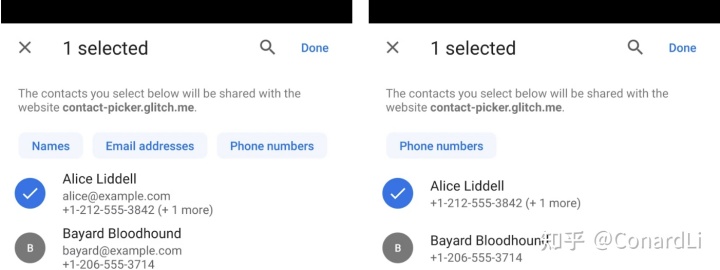 1 selected
Done
The contacts you select below will be shared with the
website contact-picker.glitch.me.
Names
Email addresses
Phone numbers
Alice Liddell
alice@example.com
+1-212-555-3842 (+ 1 more)
B
Bayard Bloodhound
bayard@example.com
+1-206-555-3714
1 selected
Done
The contacts you select below will be shared with the
website contact-picker.glitch.me.
Phone numbers
Alice Liddell
+1-212-555-3842 (+ 1 more)
B
Bayard Bloodhound
+1-206-555-3714
知乎 @ConardLi